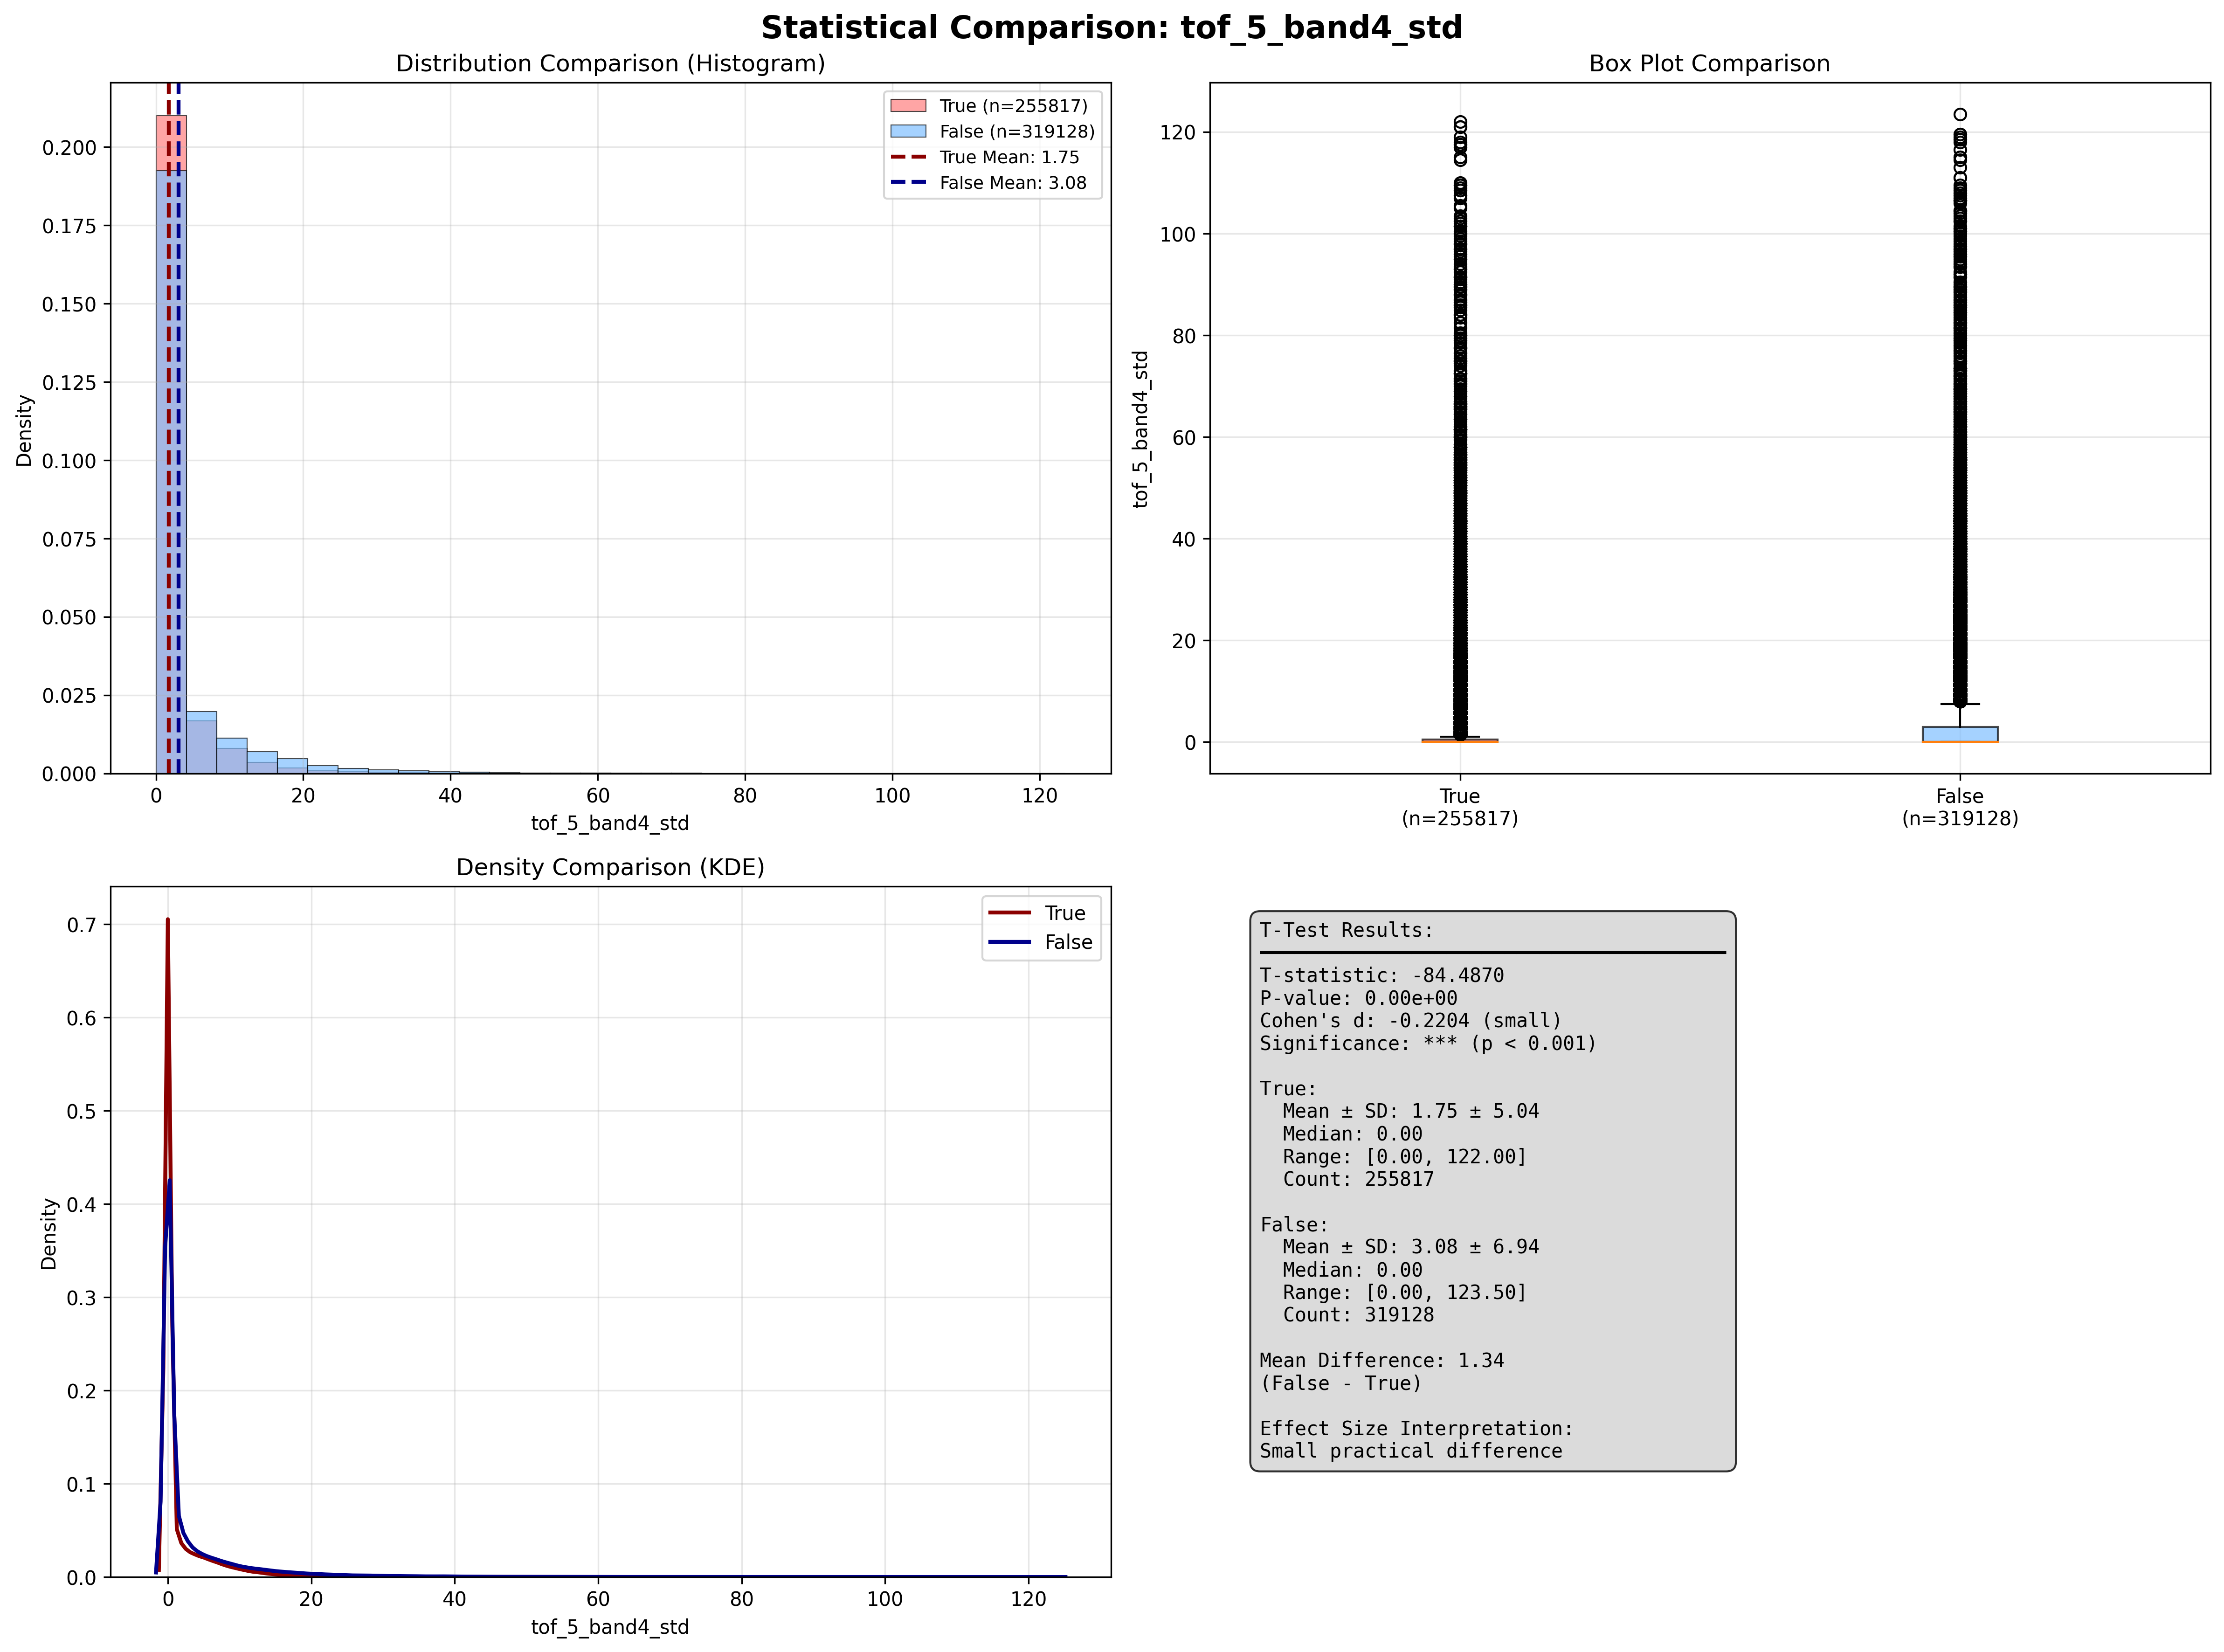 Statistical Comparison: tof_5_band4_std
Distribution Comparison (Histogram)
Density
0.200
0.175
0.150
0.125
0.100
0.075
0.050
0.025
0.000
True (n=255817)
False (n=319128)
True Mean: 1.75
False Mean: 3.08
0 20 40 60 80 100 120
tof_5_band4_std
Box Plot Comparison
tof_5_band4_std
120
100
80
60
40
20
0
True
(n=255817)
False
(n=319128)
Density Comparison (KDE)
Density
0.7
0.6
0.5
0.4
0.3
0.2
0.1
0.0
True
False
0 20 40 60 80 100 120
tof_5_band4_std
T-Test Results:
T-statistic: -84.4870
P-value: 0.00e+00
Cohen's d: -0.2204 (small)
Significance: *** (p < 0.001)
True:
Mean ± SD: 1.75 ± 5.04
Median: 0.00
Range: [0.00, 122.00]
Count: 255817
False:
Mean ± SD: 3.08 ± 6.94
Median: 0.00
Range: [0.00, 123.50]
Count: 319128
Mean Difference: 1.34
(False - True)
Effect Size Interpretation:
Small practical difference